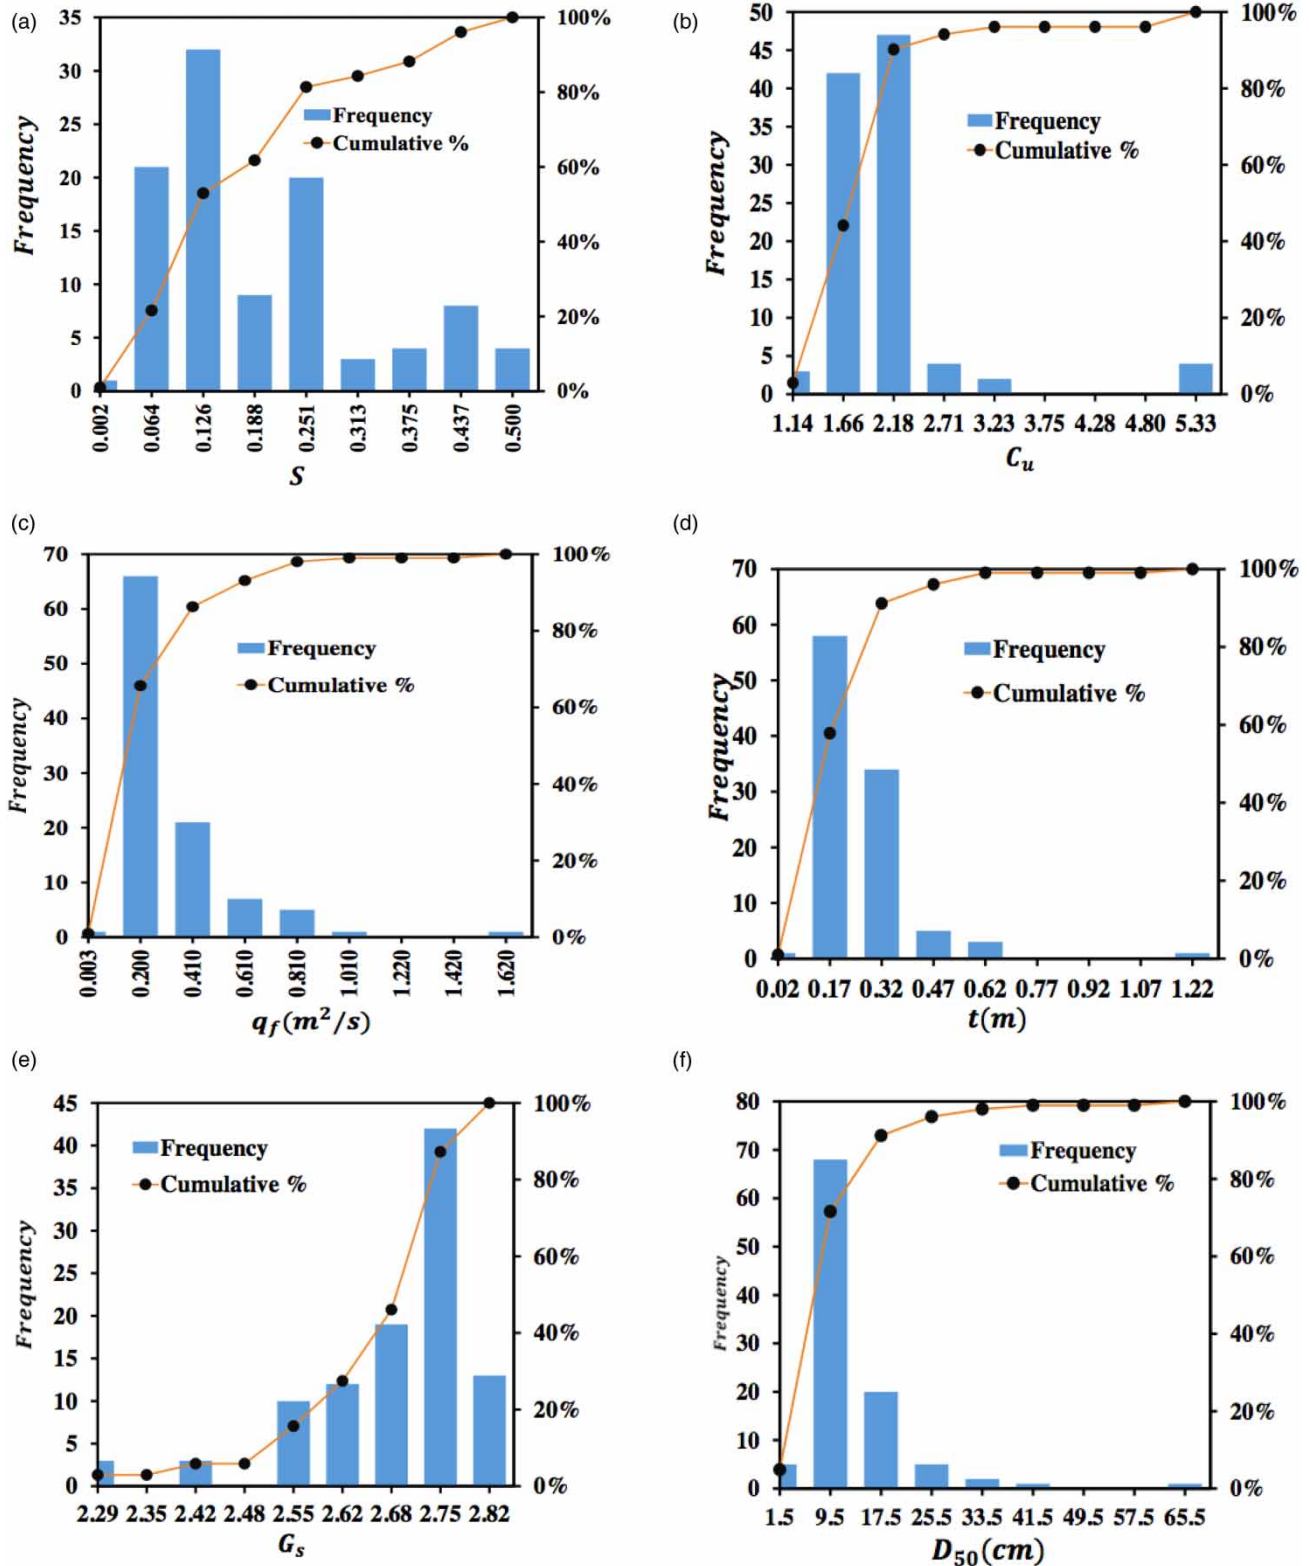 (a)
35
30
25
20
15
10
5
0
Frequency
100%
80%
60%
40%
20%
0%
Frequency
Cumulative %
0.002 0.064 0.126 0.188 0.251 0.313 0.375 0.437 0.500
S
(b)
50
45
40
35
30
25
20
15
10
5
0
Frequency
100%
80%
60%
40%
20%
0%
Frequency
Cumulative %
1.14 1.66 2.18 2.71 3.23 3.75 4.28 4.80 5.33
C_u
(c)
70
60
50
40
30
20
10
0
Frequency
100%
80%
60%
40%
20%
0%
Frequency
Cumulative %
0.003 0.200 0.410 0.610 0.810 1.010 1.220 1.420 1.620
q_f(m²/s)
(d)
70
60
50
40
30
20
10
0
Frequency
100%
80%
60%
40%
20%
0%
Frequency
Cumulative %
0.02 0.17 0.32 0.47 0.62 0.77 0.92 1.07 1.22
t(m)
(e)
45
40
35
30
25
20
15
10
5
0
Frequency
100%
80%
60%
40%
20%
0%
Frequency
Cumulative %
2.29 2.35 2.42 2.48 2.55 2.62 2.68 2.75 2.82
G_s
(f)
80
70
60
50
40
30
20
10
0
Frequency
100%
80%
60%
40%
20%
0%
Frequency
Cumulative %
1.5 9.5 17.5 25.5 33.5 41.5 49.5 57.5 65.5
D_50(cm)